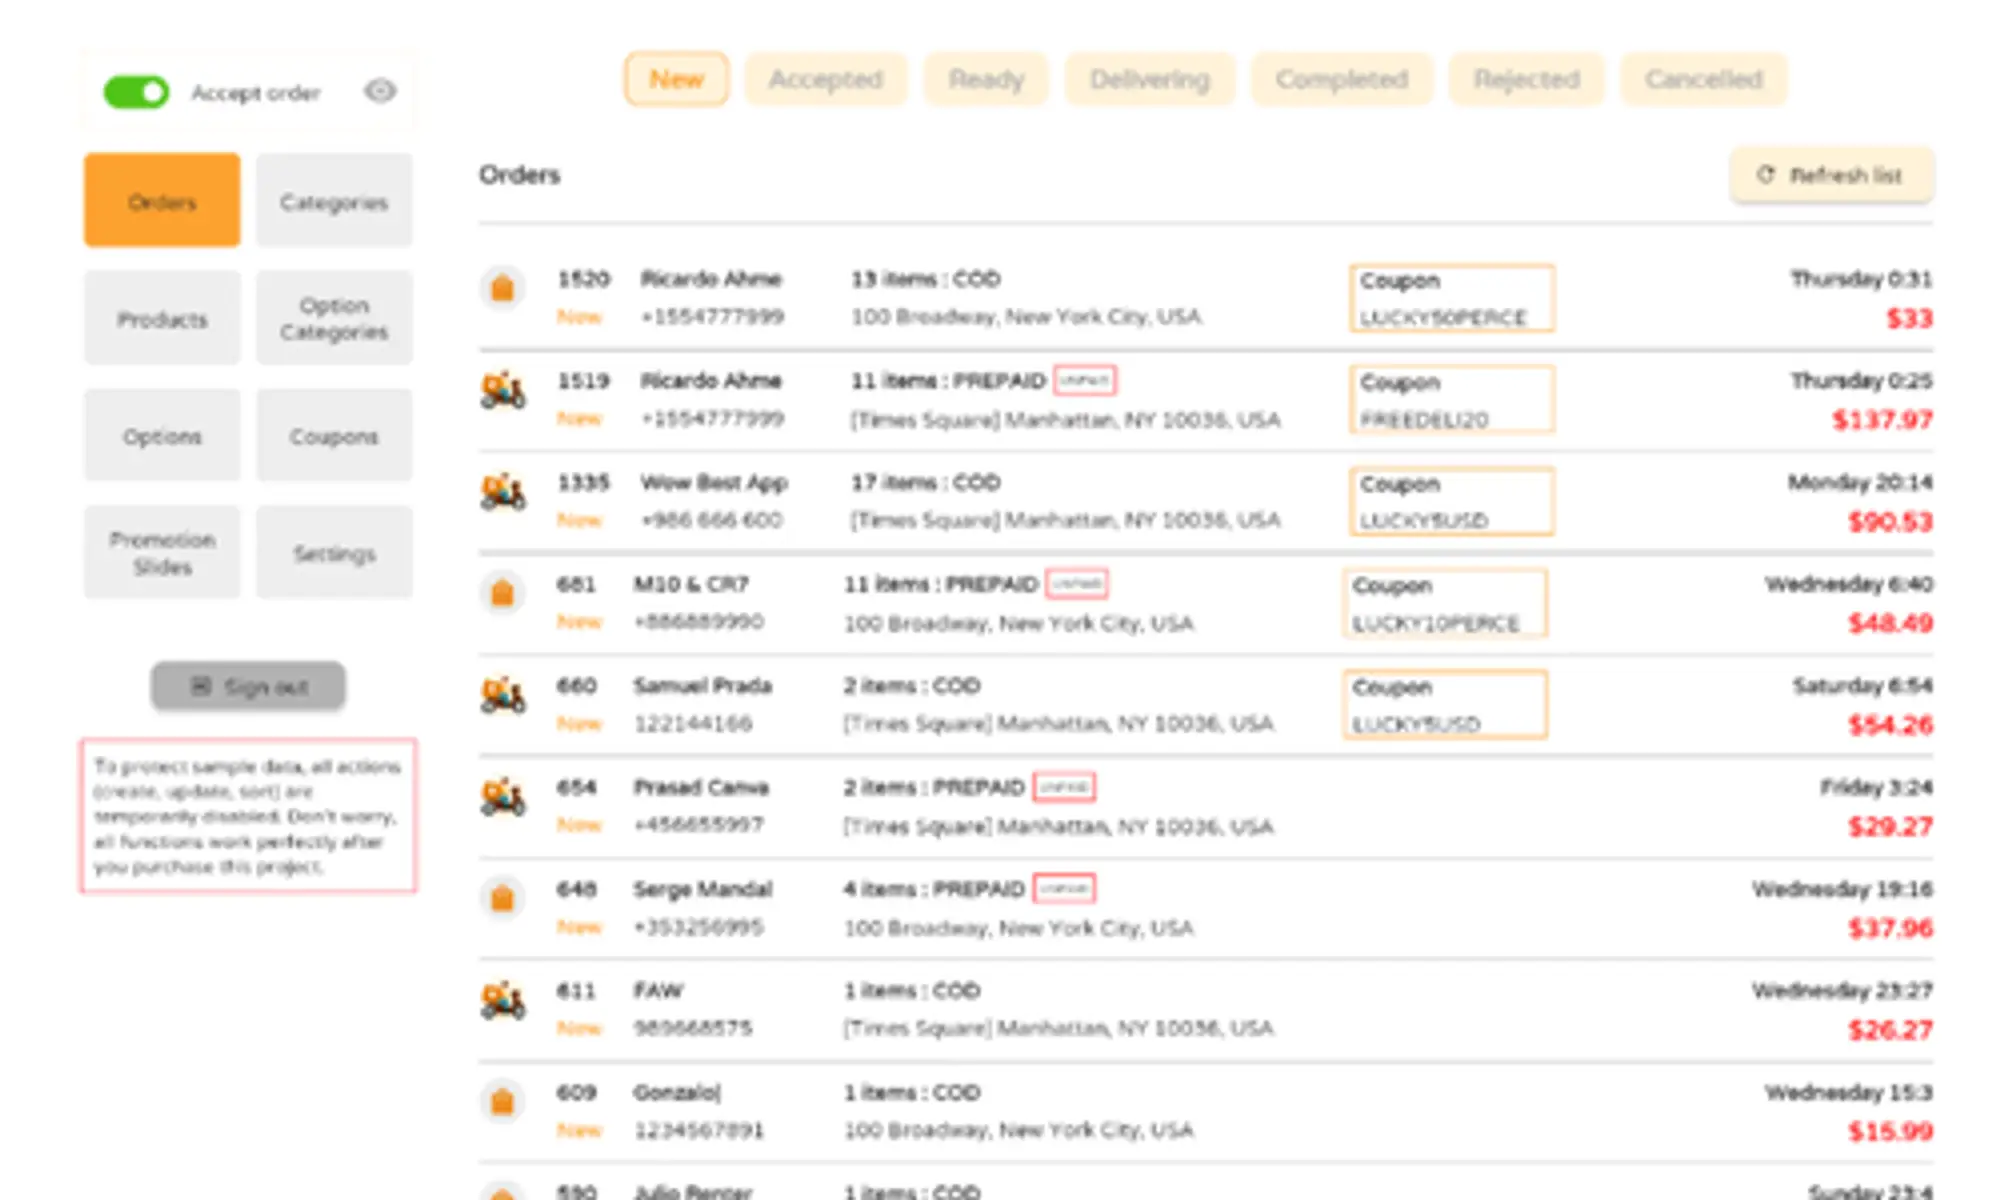 Accept order
New
Accepted
Ready
Delivering
Completed
Rejected
Cancelled
Orders
Categories
Products
Option
Categories
Options
Coupons
Promotion
Slides
Settings
Sign out
To protect sample data, all actions
(create, update, sort) are
temporarily disabled. Don't worry,
all functions work perfectly after
you purchase this project.
Orders
Refresh list
1520 Ricardo Ahme 13 items : COD Coupon Thursday 0:31
New +1554777999 100 Broadway, New York City, USA LUCKY50PERCE $33
1519 Ricardo Ahme 11 items : PREPAID UNPAID Coupon Thursday 0:25
New +1554777999 [Times Square] Manhattan, NY 10036, USA FREEDELI20 $137.97
1335 Wow Best App 17 items : COD Coupon Monday 20:14
New +986 666 600 [Times Square] Manhattan, NY 10036, USA LUCKY5USD $90.53
681 M10 & CR7 11 items : PREPAID UNPAID Coupon Wednesday 6:40
New +886889990 100 Broadway, New York City, USA LUCKY10PERCE $48.49
660 Samuel Prada 2 items : COD Coupon Saturday 6:54
New 122144166 [Times Square] Manhattan, NY 10036, USA LUCKY5USD $54.26
654 Prasad Canva 2 items : PREPAID UNPAID Friday 3:24
New +456655997 [Times Square] Manhattan, NY 10036, USA $29.27
648 Serge Mandal 4 items : PREPAID UNPAID Wednesday 19:16
New +353256995 100 Broadway, New York City, USA $37.96
611 FAW 1 items : COD Wednesday 23:27
New 989668575 [Times Square] Manhattan, NY 10036, USA $26.27
609 Gonzalo| 1 items : COD Wednesday 15:3
New 1234567891 100 Broadway, New York City, USA $15.99
590 Julio Renter 1 items : COD Sunday 23:4